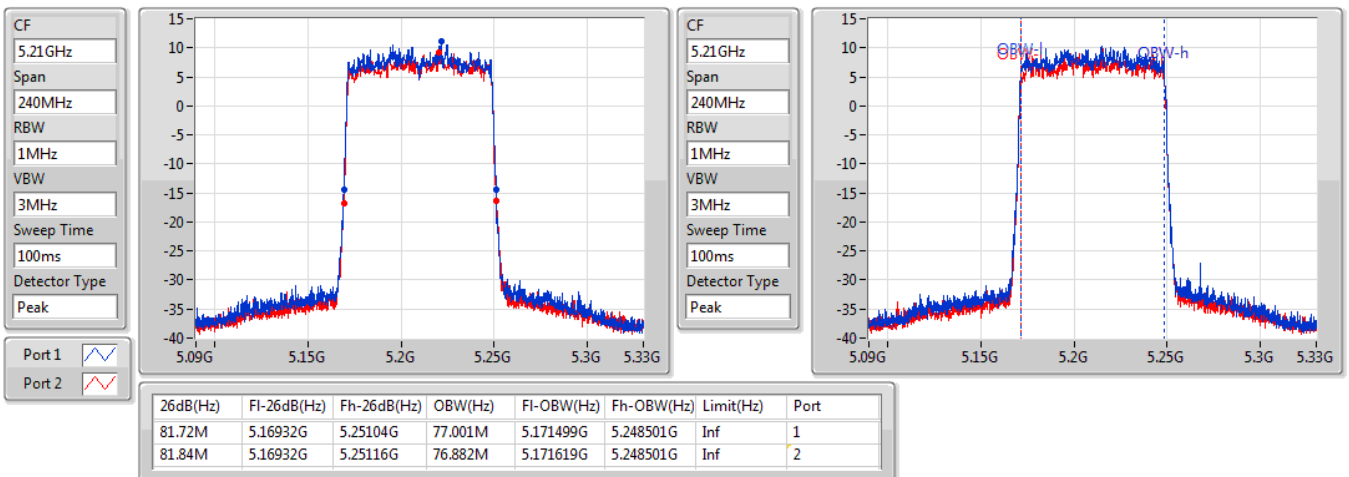 CF
5.21GHz
Span
240MHz
RBW
1MHz
VBW
3MHz
Sweep Time
100ms
Detector Type
Peak
Port 1
Port 2
15
10
5
0
-5
-10
-15
-20
-25
-30
-35
-40
5.09G 5.15G 5.2G 5.25G 5.3G 5.33G
CF
5.21GHz
Span
240MHz
RBW
1MHz
VBW
3MHz
Sweep Time
100ms
Detector Type
Peak
15
10
5
0
-5
-10
-15
-20
-25
-30
-35
-40
OBW-l
OBW-h
5.09G 5.15G 5.2G 5.25G 5.3G 5.33G
26dB(Hz) Fl-26dB(Hz) Fh-26dB(Hz) OBW(Hz) Fl-OBW(Hz) Fh-OBW(Hz) Limit(Hz) Port
81.72M 5.16932G 5.25104G 77.001M 5.171499G 5.248501G Inf 1
81.84M 5.16932G 5.25116G 76.882M 5.171619G 5.248501G Inf 2